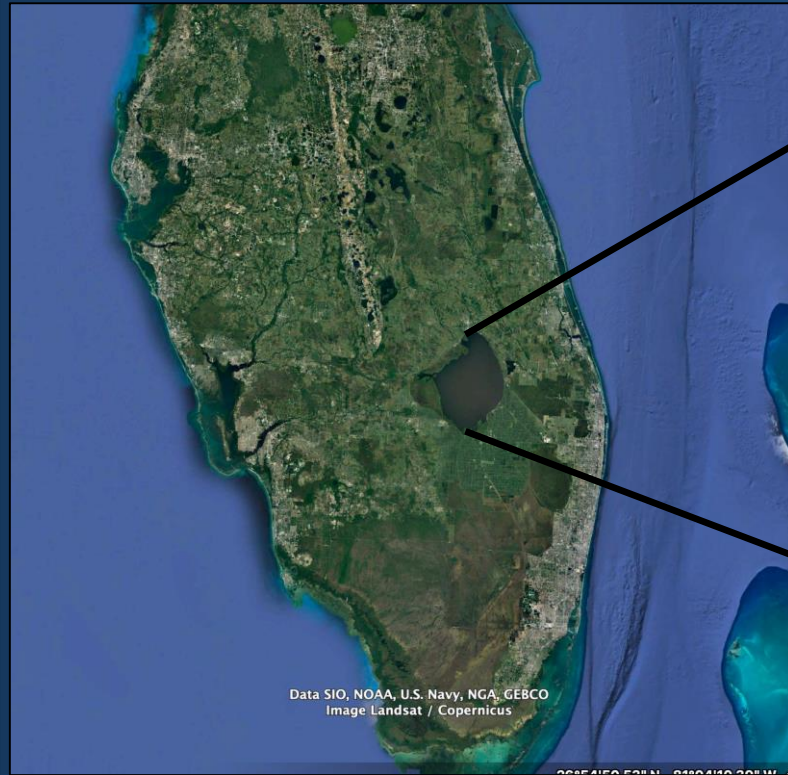 Data SIO, NOAA, U.S. Navy, NGA, GEBCO
Image Landsat / Copernicus